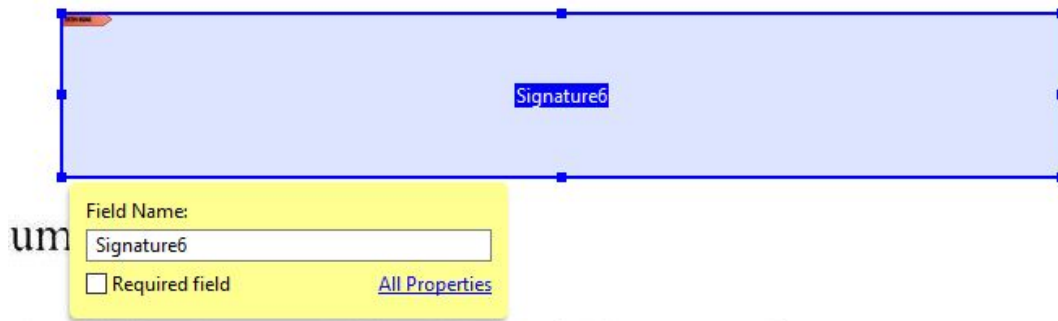 Signature6
Field Name:
um
Signature6
Required field
All Properties